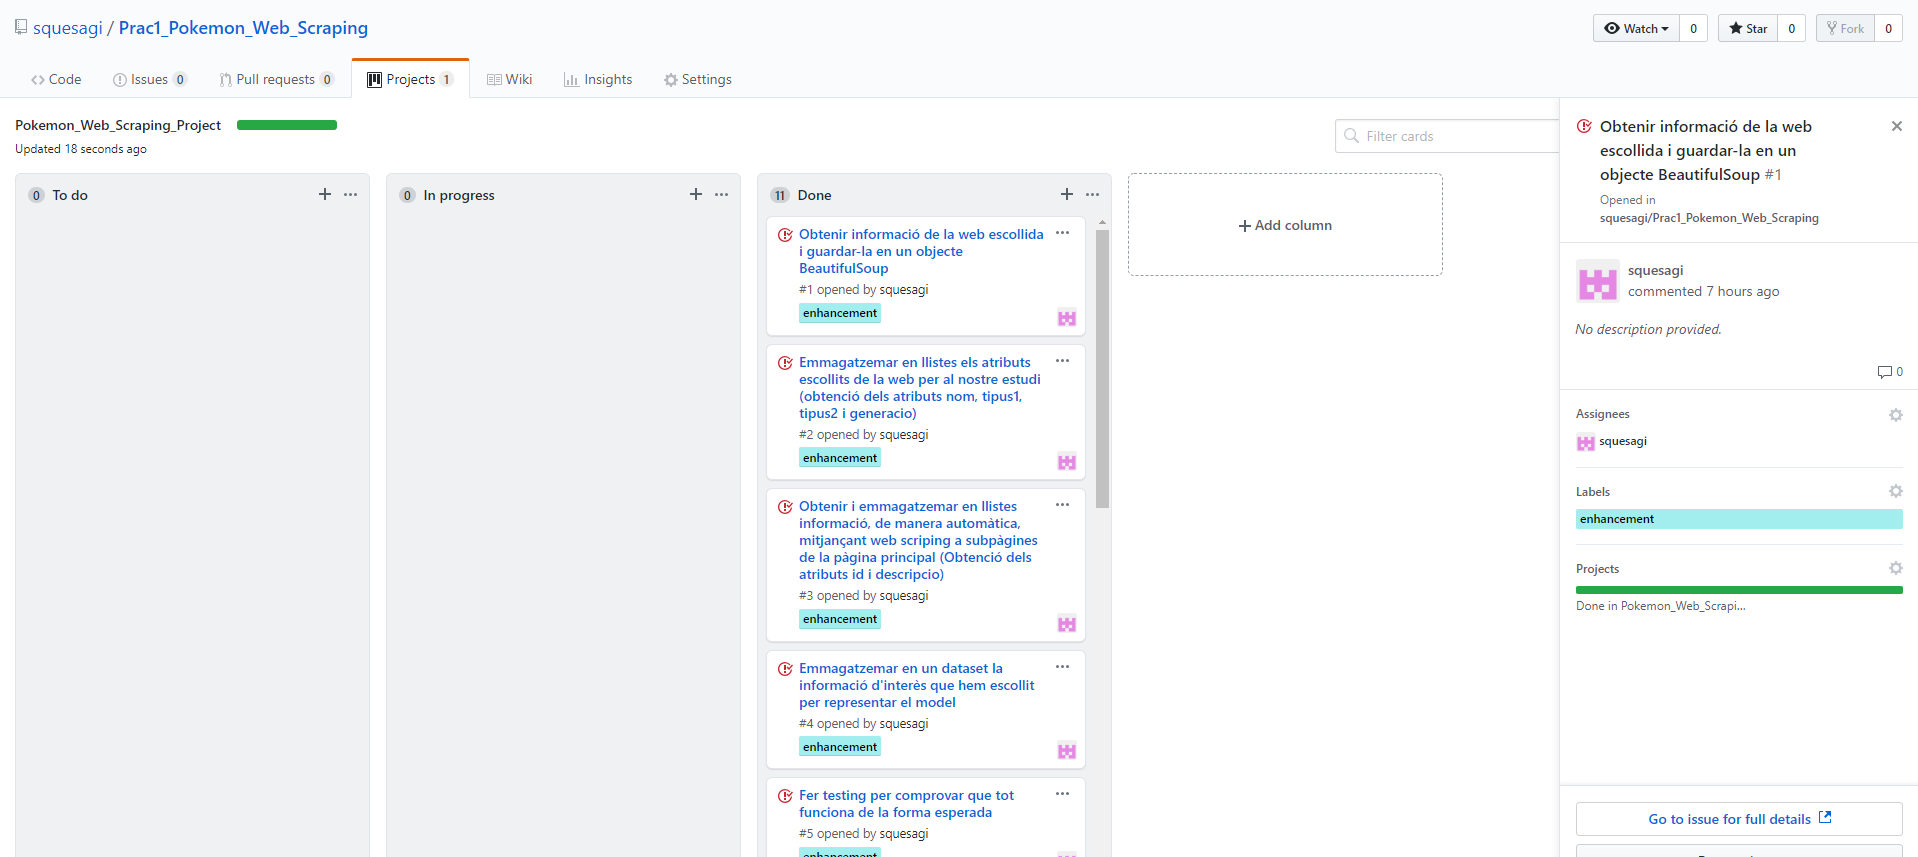 squesagi / Prac1_Pokemon_Web_Scraping
Watch 0
Star 0
Fork 0
Code
Issues 0
Pull requests 0
Projects 1
Wiki
Insights
Settings
Pokemon_Web_Scraping_Project
Updated 18 seconds ago
Filter cards
0 To do
0 In progress
11 Done
Obtenir informació de la web escollida
i guardar-la en un objecte
BeautifulSoup
#1 opened by squesagi
enhancement
Emmagatzemar en llistes els atributs
escollits de la web per al nostre estudi
(obtenció dels atributs nom, tipus1,
tipus2 i generacio)
#2 opened by squesagi
enhancement
Obtenir i emmagatzemar en llistes
informació, de manera automàtica,
mitjançant web scriping a subpàgines
de la pàgina principal (Obtenció dels
atributs id i descripcio)
#3 opened by squesagi
enhancement
Emmagatzemar en un dataset la
informació d'interès que hem escollit
per representar el model
#4 opened by squesagi
enhancement
Fer testing per comprovar que tot
funciona de la forma esperada
#5 opened by squesagi
enhancement
Add column
Obtenir informació de la web
escollida i guardar-la en un
objecte BeautifulSoup #1
Opened in
squesagi/Prac1_Pokemon_Web_Scraping
squesagi
commented 7 hours ago
No description provided.
0
Assignees
squesagi
Labels
enhancement
Projects
Done in Pokemon_Web_Scrapi...
Go to issue for full details